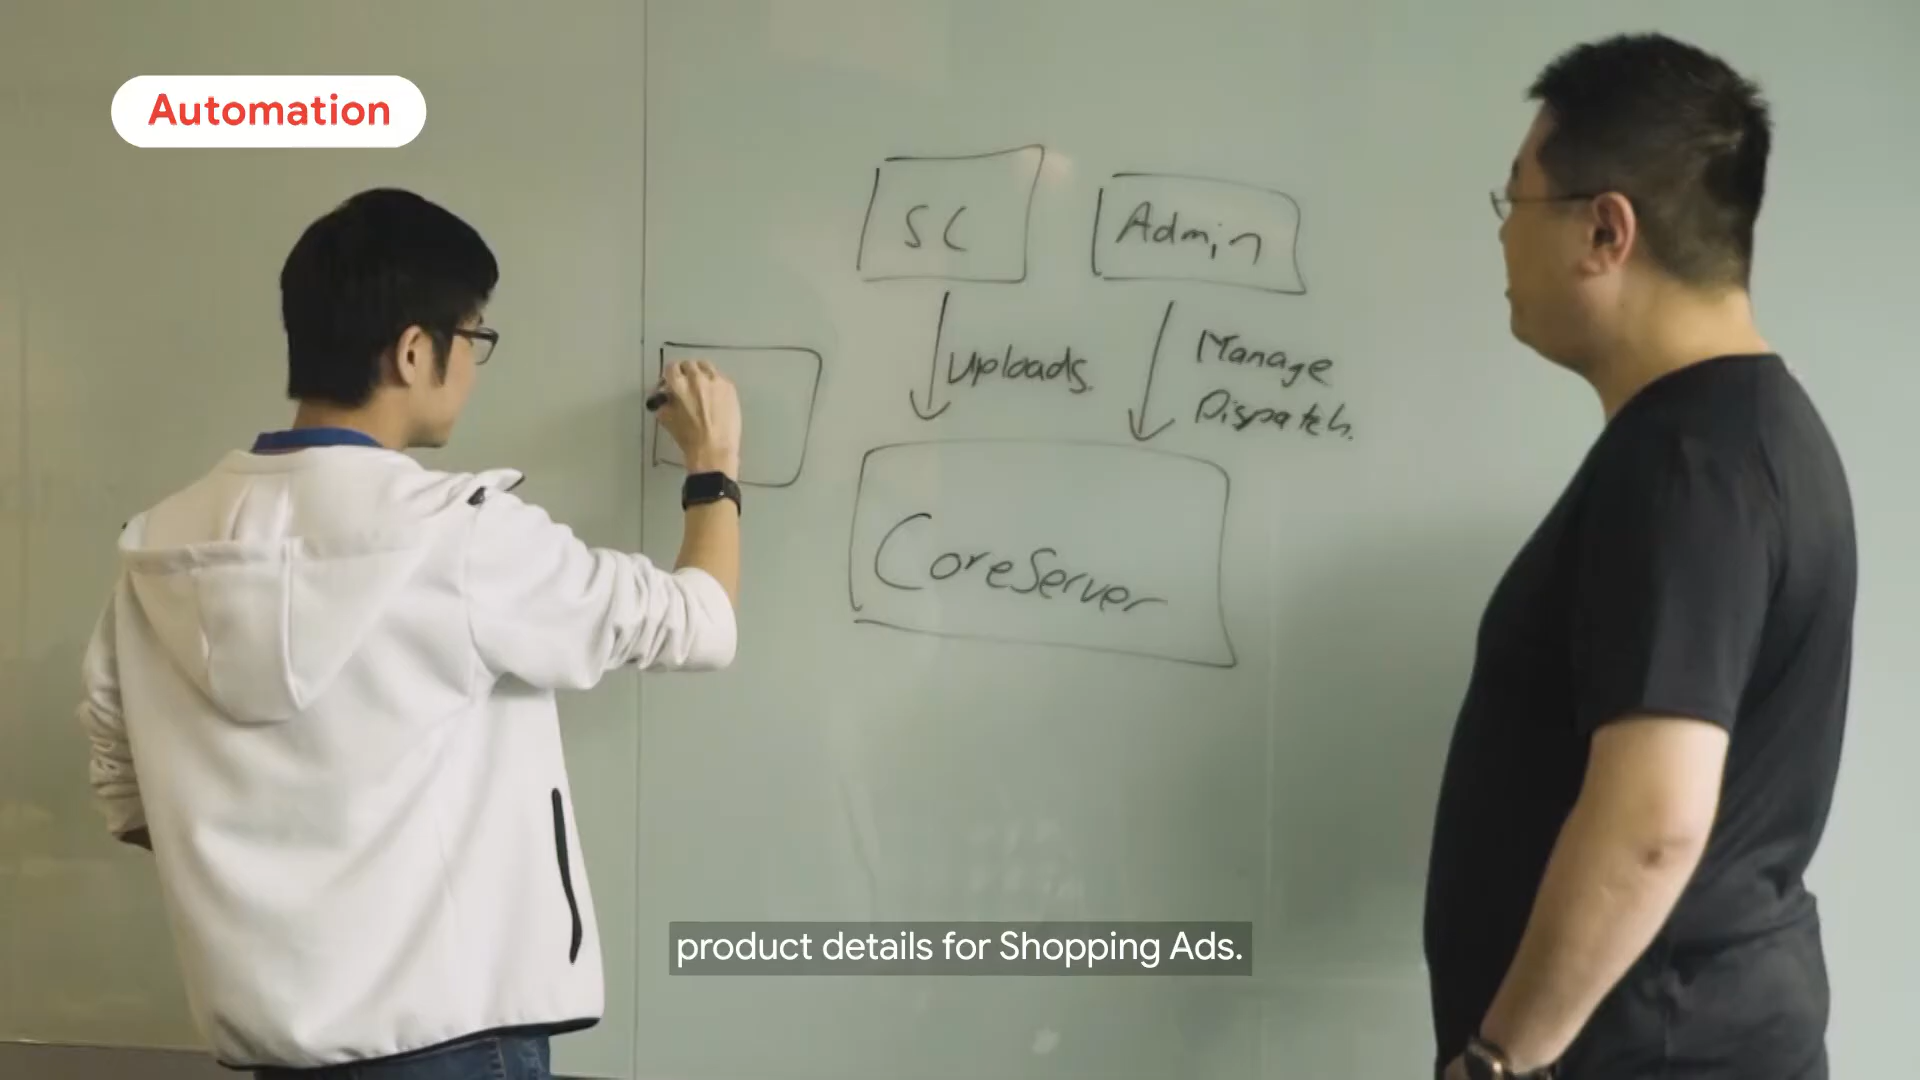 Automation
SC
Admin
Uploads.
Manage
Dispatch.
CoreServer
product details for Shopping Ads.